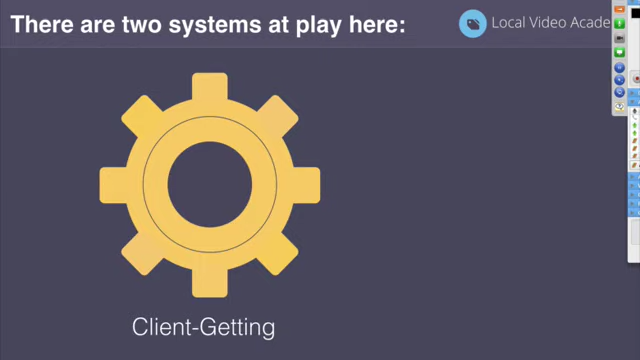 There are two systems at play here:
Local Video Acade
Client-Getting